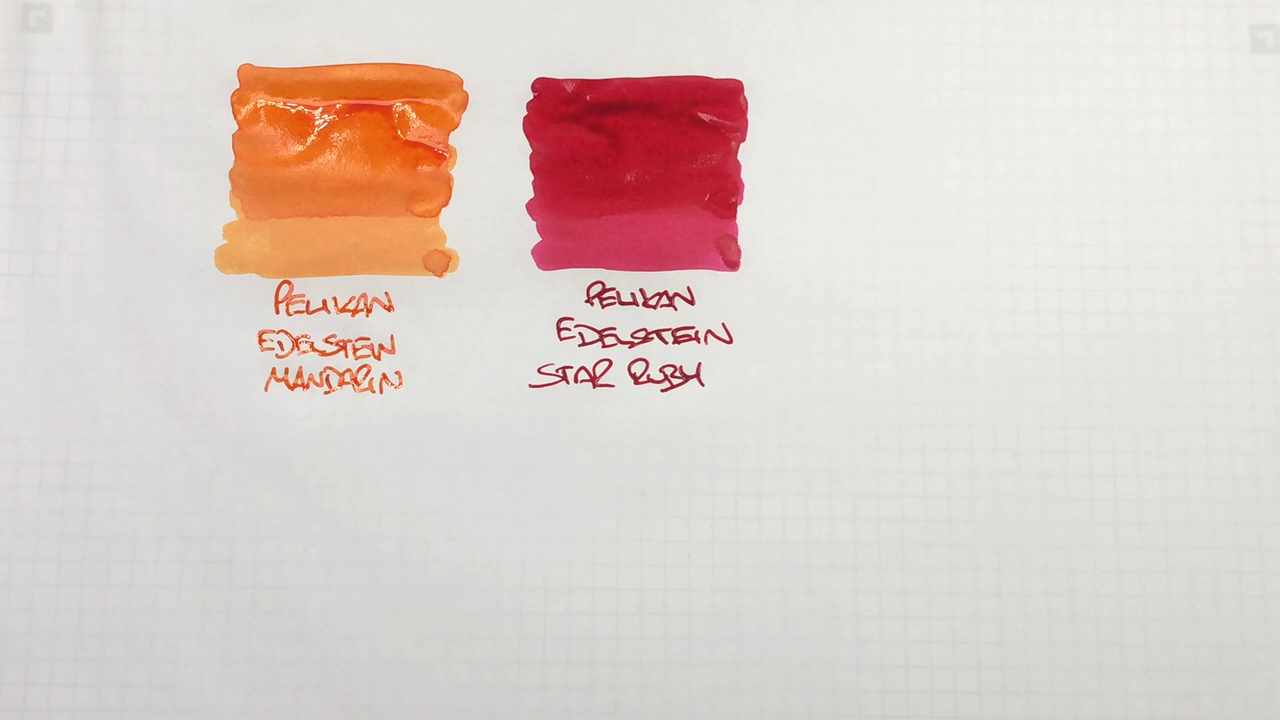 PELIKAN
EDELSTEIN
MANDARIN
PELIKAN
EDELSTEIN
STAR RUBY